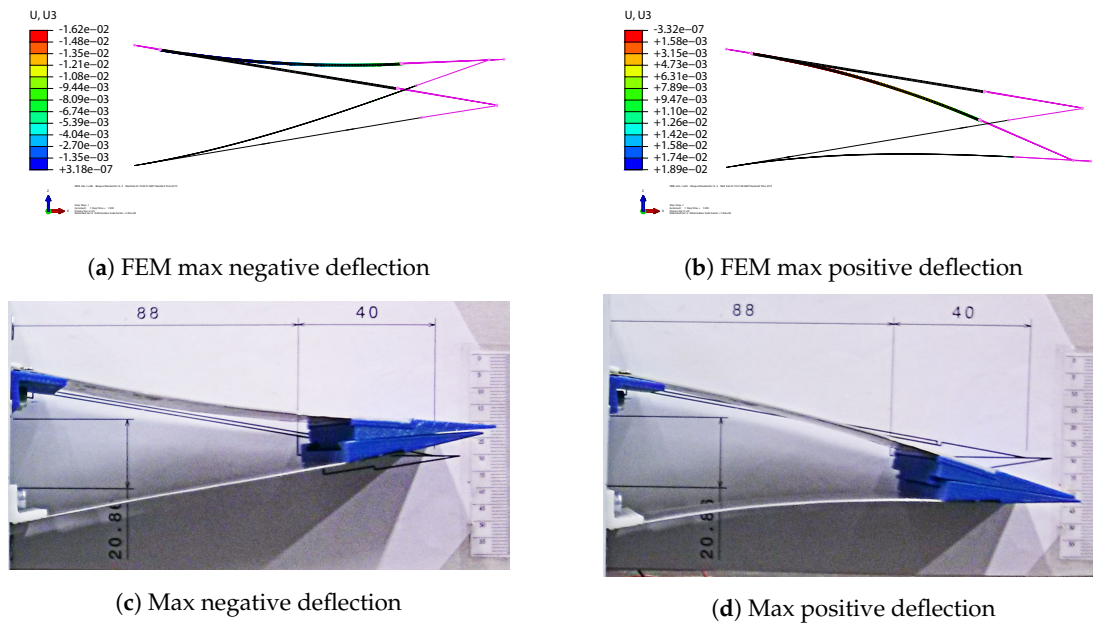 U, U3
-1.62e-02
-1.48e-02
-1.35e-02
-1.21e-02
-1.08e-02
-9.44e-03
-8.09e-03
-6.74e-03
-5.39e-03
-4.04e-03
-2.70e-03
-1.35e-03
+3.18e-07
U, U3
-3.32e-07
+1.58e-03
+3.15e-03
+4.73e-03
+6.31e-03
+7.89e-03
+9.47e-03
+1.10e-02
+1.26e-02
+1.42e-02
+1.58e-02
+1.74e-02
+1.89e-02
(a) FEM max negative deflection
(b) FEM max positive deflection
88
40
20.86
88
40
(c) Max negative deflection
(d) Max positive deflection